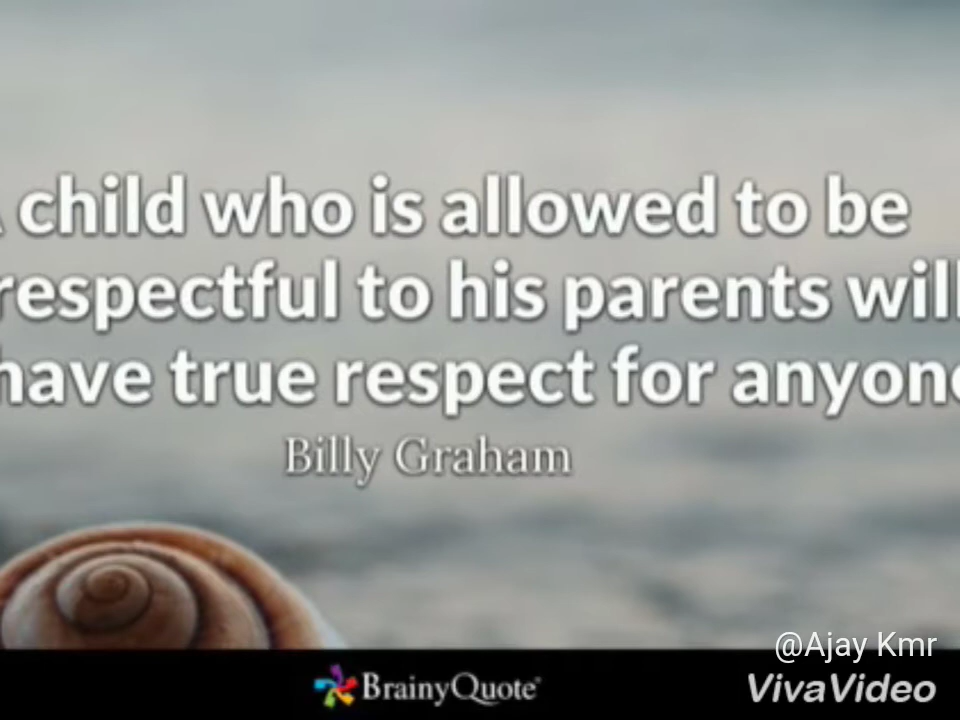 child who is allowed to be
respectful to his parents will
have true respect for anyon
Billy Graham
@Ajay Kmr
BrainyQuote
VivaVideo